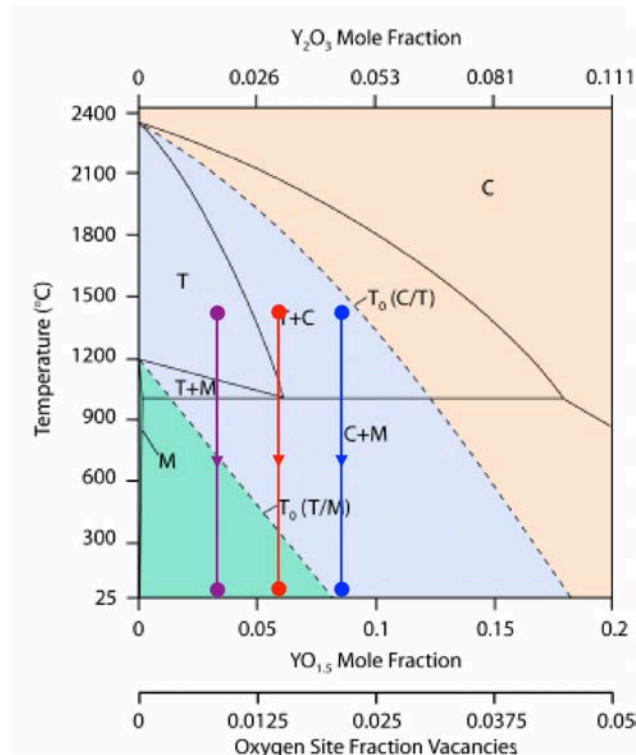 Y₂O₃ Mole Fraction
0 0.026 0.053 0.081 0.111
2400
2100
1800
1500
1200
900
600
300
25
Temperature (°C)
C
T
T₀ (C/T)
T+C
T+M
C+M
M
T₀ (T/M)
0 0.05 0.1 0.15 0.2
YO₁.₅ Mole Fraction
0 0.0125 0.025 0.0375 0.05
Oxygen Site Fraction Vacancies